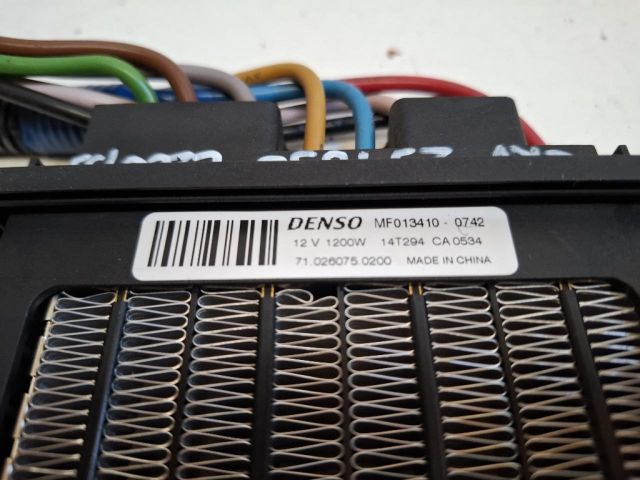 DENSO MF013410 - 0742
12 V 1200W 14T294 CA 0534
71.026075.0200 MADE IN CHINA